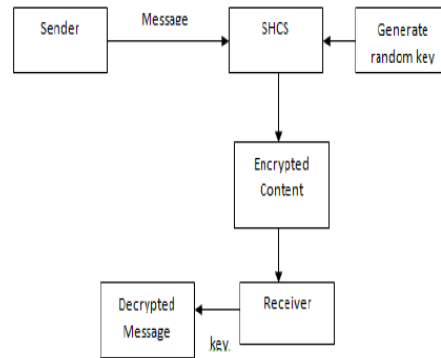 Message
Sender
SHCS
Generate
random key
Encrypted
Content
Decrypted
Message
Receiver
key.